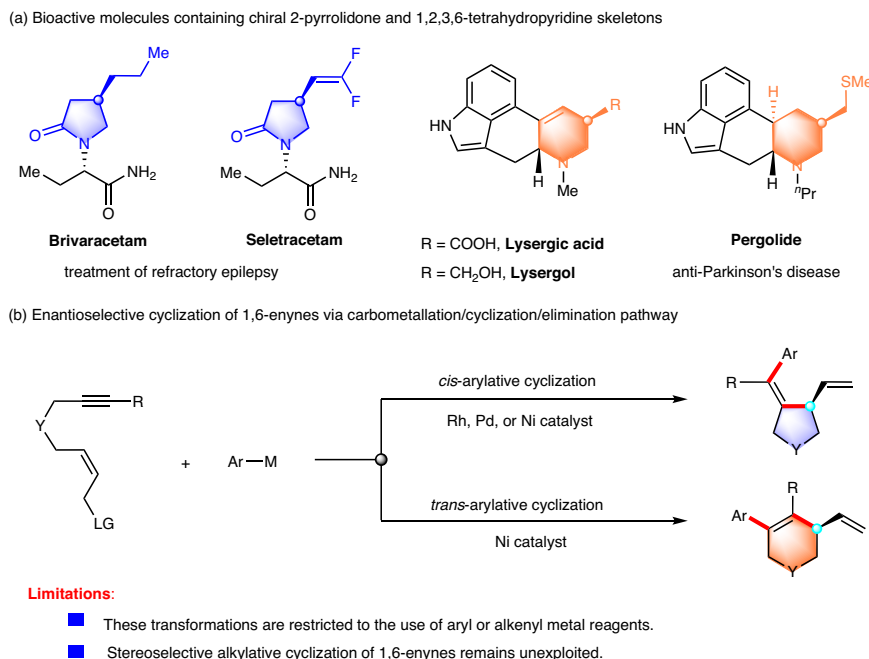 (a) Bioactive molecules containing chiral 2-pyrrolidone and 1,2,3,6-tetrahydropyridine skeletons
Me
O
N
Me
NH2
O
Brivaracetam
F
F
O
N
Me
NH2
O
Seletracetam
treatment of refractory epilepsy
HN
R
N
H
Me
R = COOH, Lysergic acid
R = CH2OH, Lysergol
SMe
H
HN
N
H
nPr
Pergolide
anti-Parkinson's disease
(b) Enantioselective cyclization of 1,6-enynes via carbometallation/cyclization/elimination pathway
R
Y
LG
+
Ar—M
cis-arylative cyclization
Rh, Pd, or Ni catalyst
trans-arylative cyclization
Ni catalyst
Ar
R
Y
R
Ar
Y
Limitations:
These transformations are restricted to the use of aryl or alkenyl metal reagents.
Stereoselective alkylative cyclization of 1,6-enynes remains unexploited.